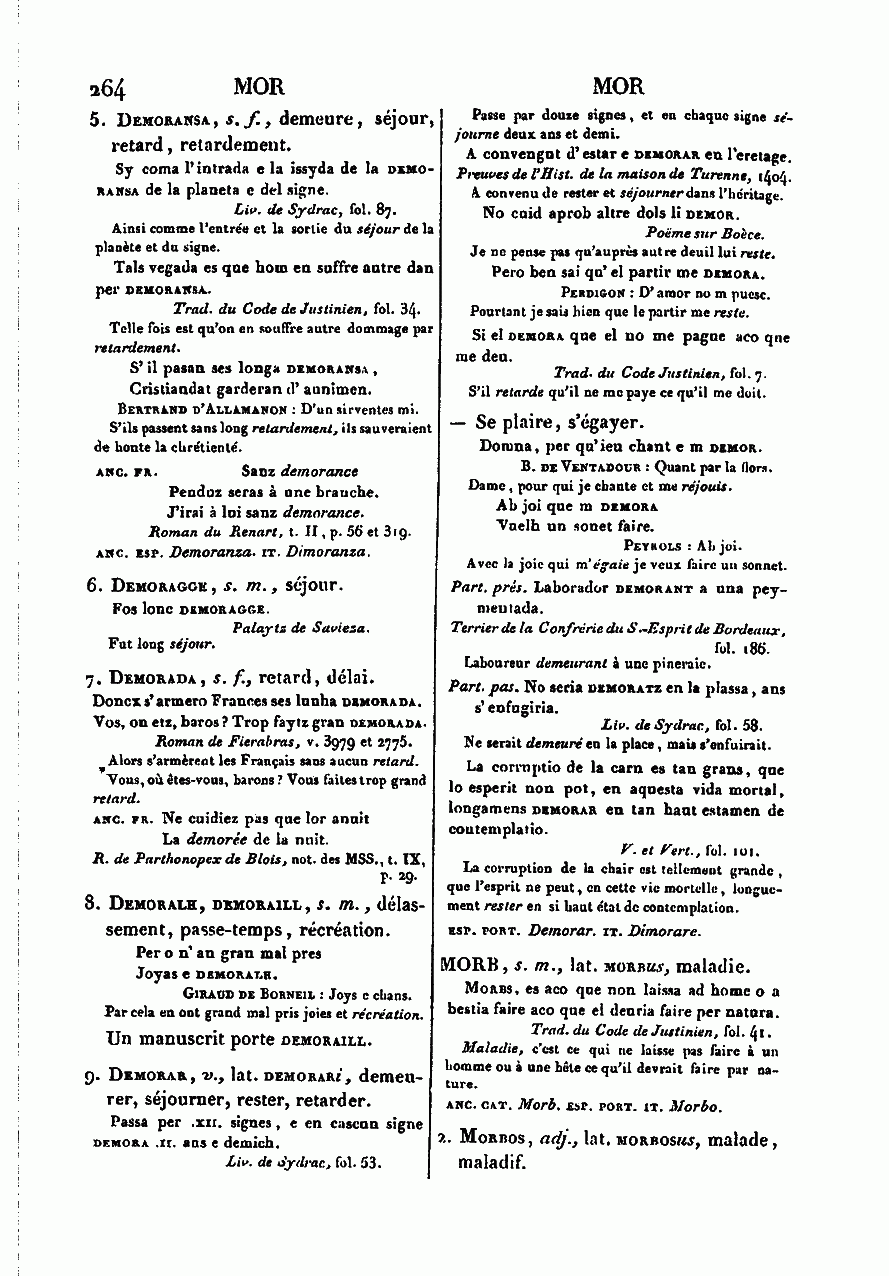 264 MOR MOR
5. Demoransa, s. f., demeure, séjour,
retard, retardement.
Sy coma l'intrada e la issyda de la demo-
ransa de la planeta e del signe.
Liv. de Sydrac, fol. 87.
Ainsi comme l'entrée et la sortie du séjour de la
planète et du signe.
Tals vegada es que hom en suffre autre dan
per demoransa.
Trad. du Code de Justinien, fol. 34.
Telle fois est qu'on en souffre autre dommage par
retardement.
S'il pasan ses longa demoransa,
Cristiandat garderan d'aunimen.
Bertrand d'Allamanon : D'un sirventes mi.
S'ils passent sans long retardement, ils sauveraient
de honte la chrétienté.
anc. fr. Sanz demorance
Penduz seras à une branche.
J'irai à lui sanz demorance.
Roman du Renart, t. II, p. 56 et 319.
anc. esp. Demoranza. it. Dimoranza.
6. Demoragge, s. m., séjour.
Fos lonc demoragge.
Palaytz de Savieza.
Fut long séjour.
7. Demorada, s. f., retard, délai.
Doncx s'armero Frances ses lunha demorada.
Vos, on etz, baros? Trop faytz gran demorada.
Roman de Fierabras, v. 3979 et 2775.
Alors s'armèrent les Français sans aucun retard.
Vous, où êtes-vous, barons? Vous faites trop grand
retard.
anc. fr. Ne cuidiez pas que lor anuit
La demorée de la nuit.
R. de Parthonopex de Blois, not. des MSS., t. IX,
p. 29.
8. Demoralh, demoraill, s. m., délas-
sement, passe-temps, récréation.
Per o n'an gran mal pres
Joyas e demoralh.
Giraud de Borneil : Joys e chans.
Par cela en ont grand mal pris joies et récréation.
Un manuscrit porte demoraill.
9. Demorar, v., lat. demorari, demeu-
rer, séjourner, rester, retarder.
Passa per .xii. signes, e en cascun signe
demora .ii. ans e demich.
Liv. de Sydrac, fol. 53.
Passe par douze signes, et en chaque signe sé-
journe deux ans et demi.
A convengut d'estar e demorar en l'eretage.
Preuves de l'Hist. de la maison de Turenne, 1404.
A convenu de rester et séjourner dans l'héritage.
No cuid aprob altre dols li demor.
Poëme sur Boèce.
Je ne pense pas qu'auprès autre deuil lui reste.
Pero ben sai qu'el partir me demora.
Perdigon : D'amor no m puesc.
Pourtant je sais bien que le partir me reste.
Si el demora que el no me pague aco que
me deu.
Trad. du Code Justinien, fol. 7.
S'il retarde qu'il ne me paye ce qu'il me doit.
— Se plaire, s'égayer.
Domna, per qu'ieu chant e m demor.
B. de Ventadour : Quant par la flors.
Dame, pour qui je chante et me réjouis.
Ab joi que m demora
Vuelh un sonet faire.
Peyrols : Ab joi.
Avec la joie qui m'égaie je veux faire un sonnet.
Part. prés. Laborador demorant a una pey-
mentada.
Terrier de la Confrérie du S.-Esprit de Bordeaux,
fol. 186.
Laboureur demeurant à une pineraie.
Part. pas. No seria demoratz en la plassa, ans
s'enfugiria.
Liv. de Sydrac, fol. 58.
Ne serait demeuré en la place, mais s'enfuirait.
La corruptio de la carn es tan grans, que
lo esperit non pot, en aquesta vida mortal,
longamens demorar en tan haut estamen de
contemplatio.
V. et Vert., fol. 101.
La corruption de la chair est tellement grande,
que l'esprit ne peut, en cette vie mortelle, longue-
ment rester en si haut état de contemplation.
esp. port. Demorar. it. Dimorare.
MORB, s. m., lat. morbus, maladie.
Morbs, es aco que non laissa ad home o a
bestia faire aco que el deuria faire per natura.
Trad. du Code de Justinien, fol. 41.
Maladie, c'est ce qui ne laisse pas faire à un
homme ou à une bête ce qu'il devrait faire par na-
ture.
anc. cat. Morb. esp. port. it. Morbo.
2. Morbos, adj., lat. morbosus, malade,
maladif.